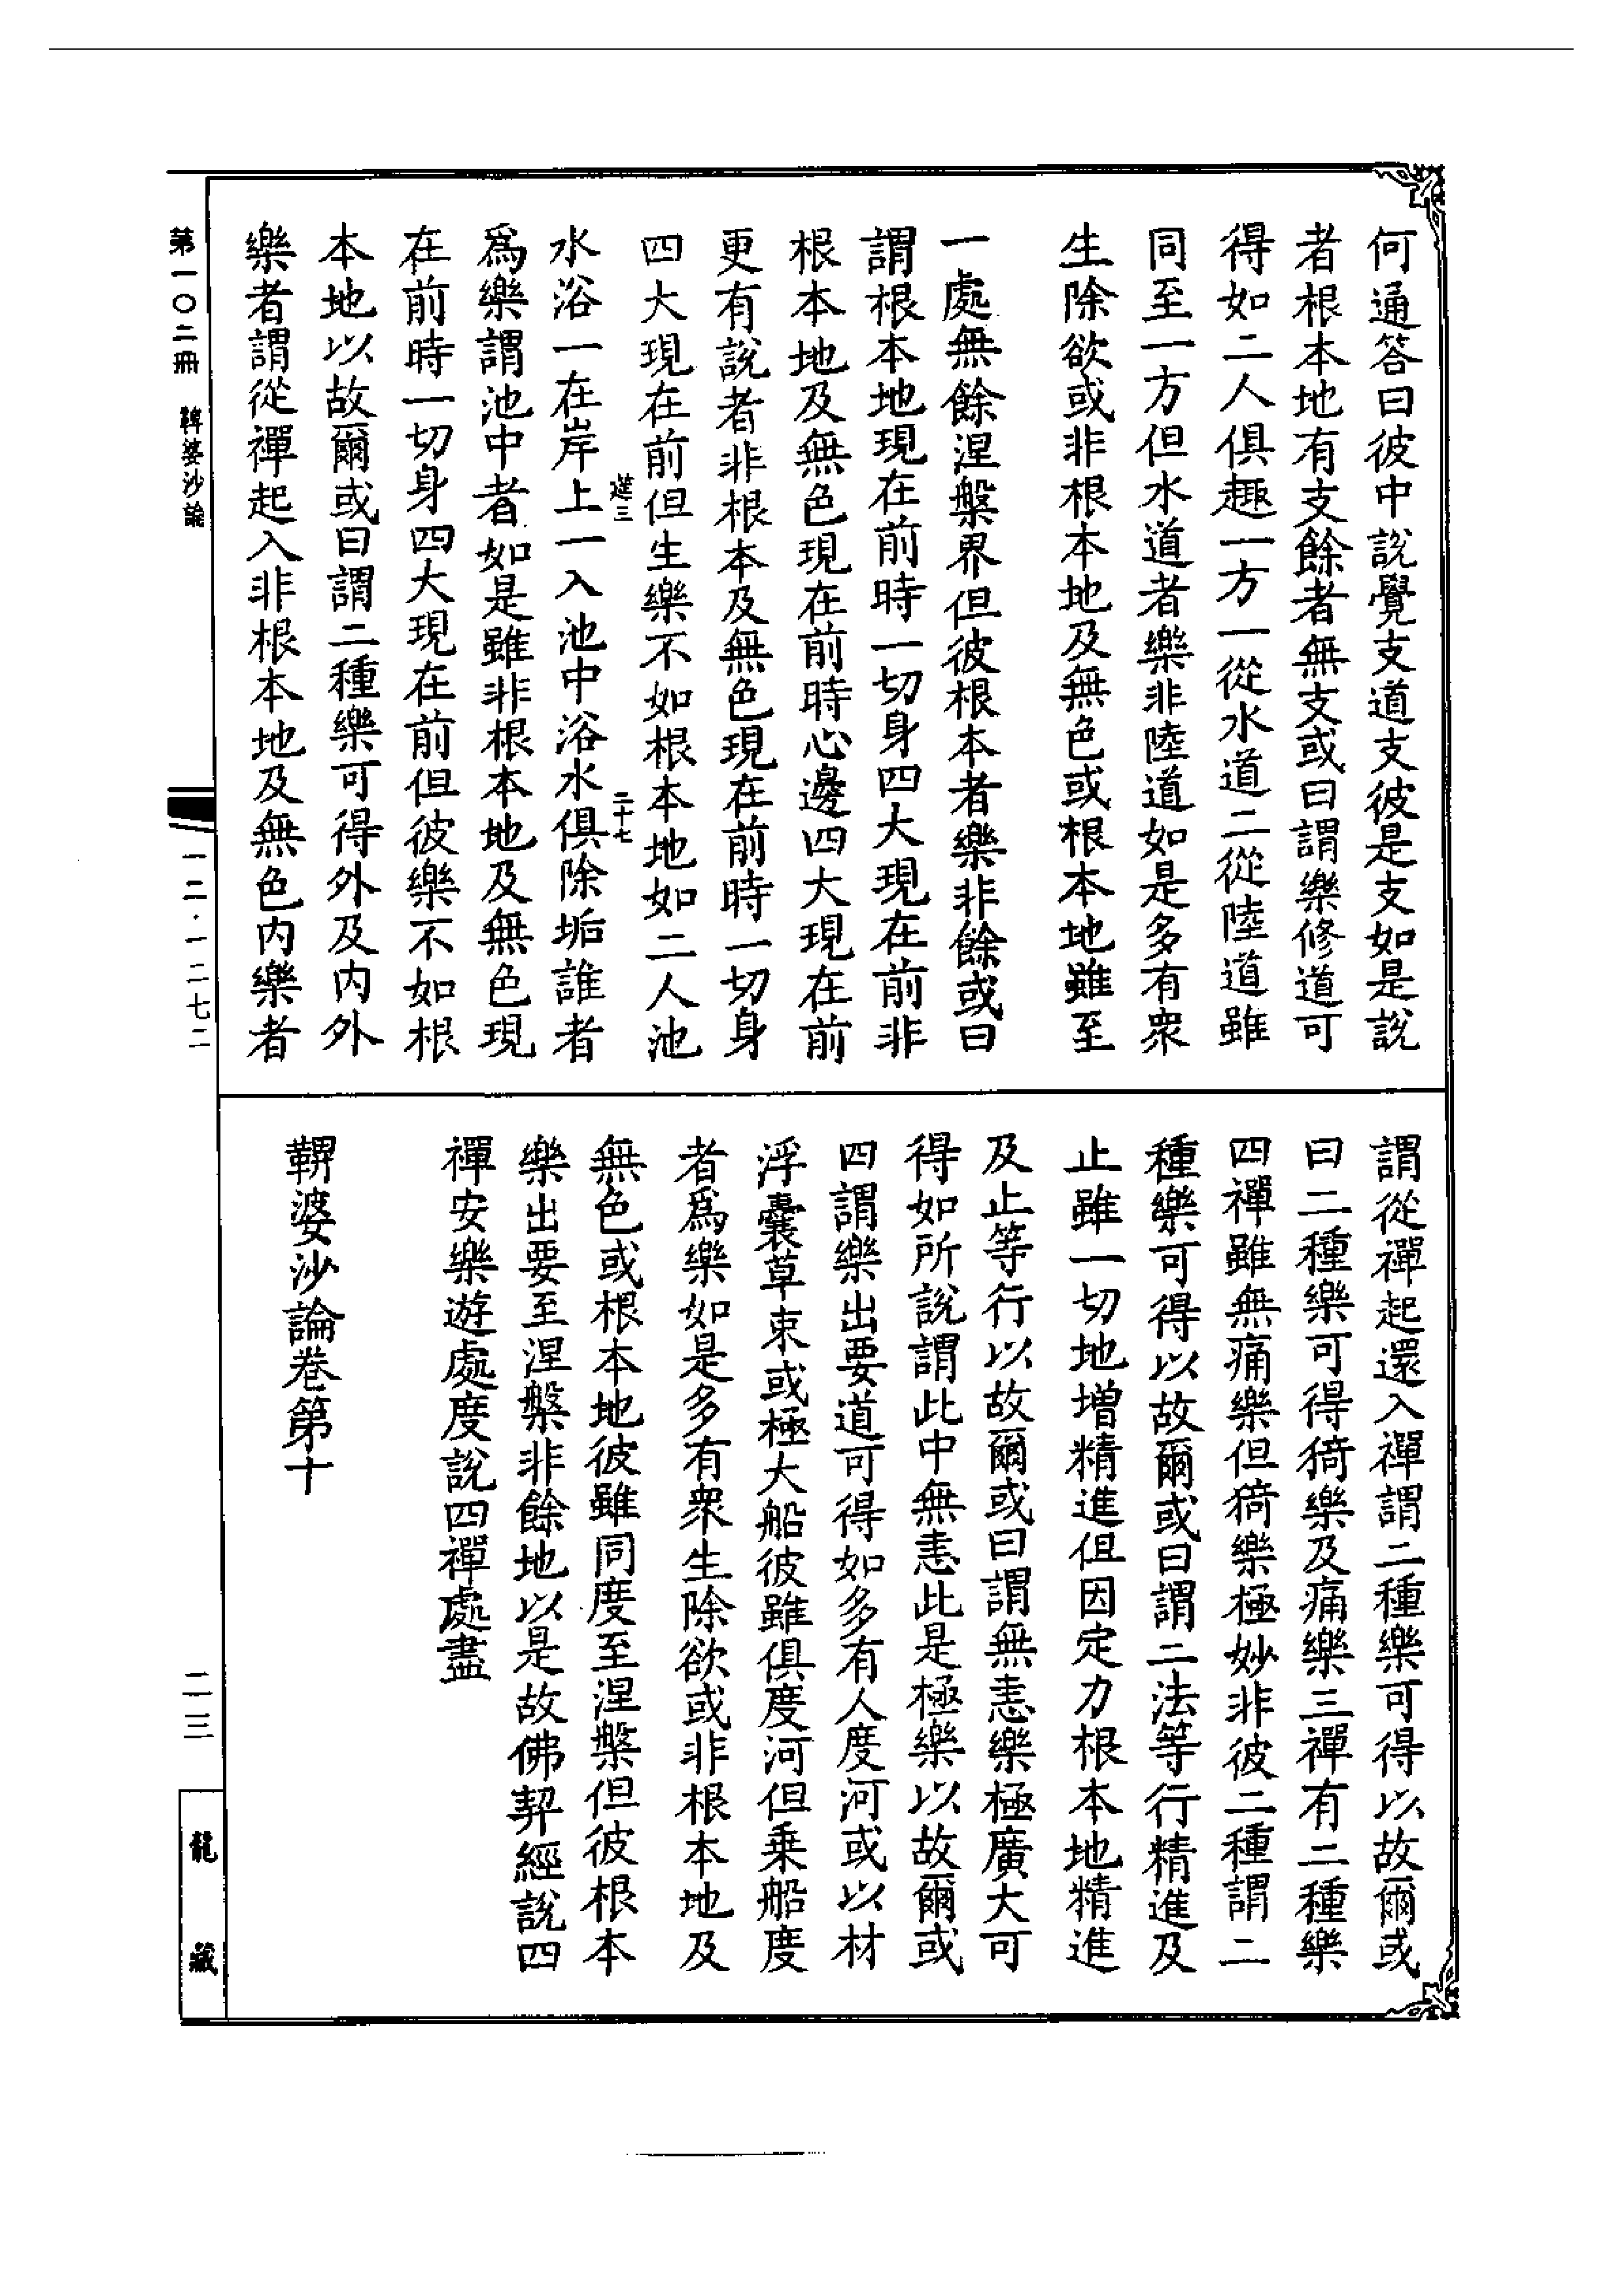 何通答曰彼中說覺支道支彼是支如是說
者根本地有支餘者無支或曰謂樂修道可
得如二人俱趣一方一從水道二從陸道雖
同至一方但水道者樂非陸道如是多有衆
生除欲或非根本地及無色或根本地雖至
一處無餘涅槃界但彼根本者樂非餘或曰
謂根本地現在前時一切身四大現在前非
根本地及無色現在前時心邊四大現在前
更有說者非根本及無色現在前時一切身
四大現在前但生樂不如根本地如二人池
莚三 二十七
水浴一在岸上一入池中浴水俱除垢誰者
爲樂謂池中者如是雖非根本地及無色現
在前時一切身四大現在前但彼樂不如根
本地以故爾或曰謂二種樂可得外及內外
樂者謂從禪起入非根本地及無色內樂者
謂從禪起還入禪謂二種樂可得以故爾或
曰二種樂可得猗樂及痛樂三禪有二種樂
四禪雖無痛樂但猗樂極妙非彼二種謂二
種樂可得以故爾或曰謂二法等行精進及
止雖一切地增精進但因定力根本地精進
及止等行以故爾或曰謂無恚樂極廣大可
得如所說謂此中無恚此是極樂以故爾或
四謂樂出要道可得如多有人度河或以材
浮囊草束或極大船彼雖俱度河但乗船度
者爲樂如是多有衆生除欲或非根本地及
無色或根本地彼雖同度至涅槃但彼根本
樂出要至涅槃非餘地以是故佛契經說四
禪安樂遊處度說四禪處盡
鞞婆沙論卷第十
第一〇二冊 鞞婆沙論
一二·一二七二
二三
龍藏